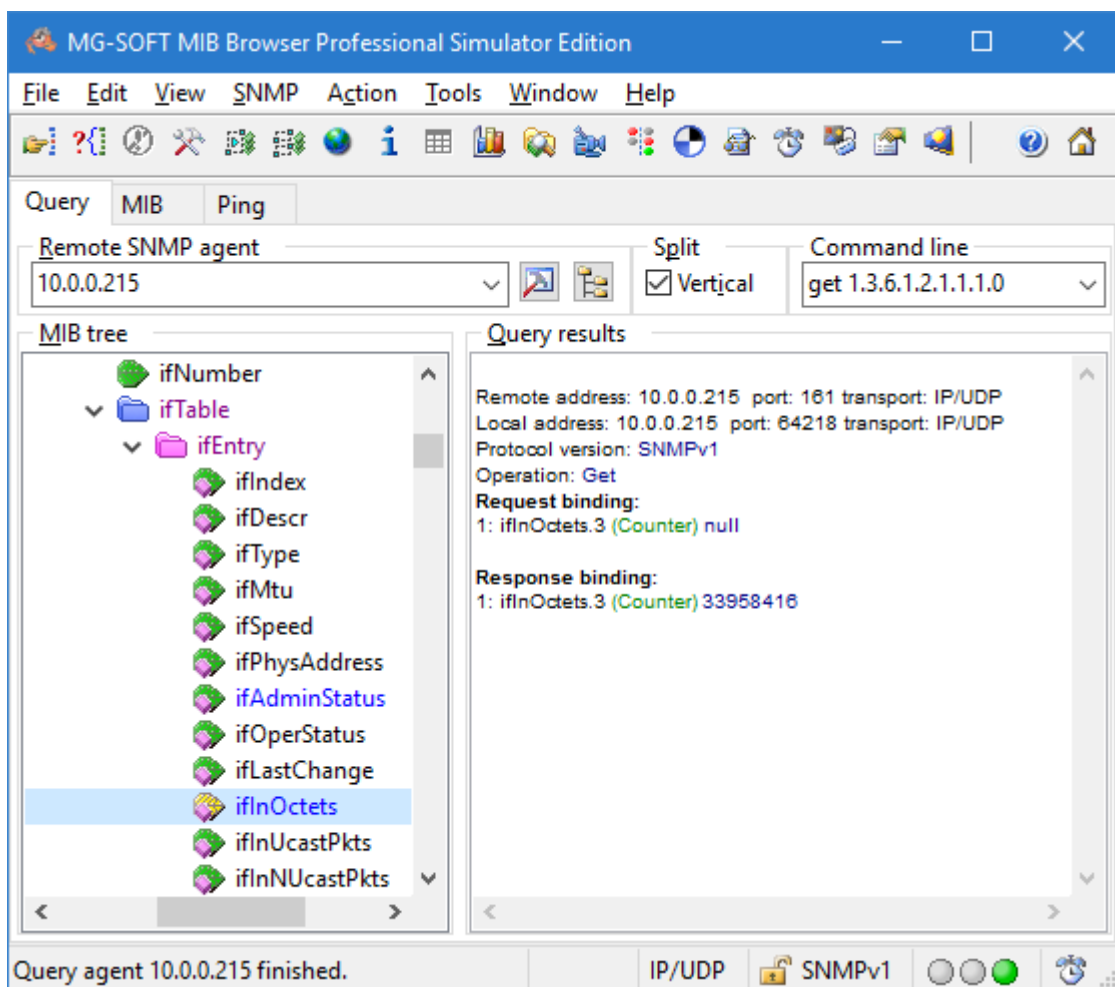 MG-SOFT MIB Browser Professional Simulator Edition
File Edit View SNMP Action Tools Window Help
Query MIB Ping
Remote SNMP agent
10.0.0.215
Split
Vertical
Command line
get 1.3.6.1.2.1.1.1.0
MIB tree
ifNumber
ifTable
ifEntry
ifIndex
ifDescr
ifType
ifMtu
ifSpeed
ifPhysAddress
ifAdminStatus
ifOperStatus
ifLastChange
ifInOctets
ifInUcastPkts
ifInNUcastPkts
Query results
Remote address: 10.0.0.215 port: 161 transport: IP/UDP
Local address: 10.0.0.215 port: 64218 transport: IP/UDP
Protocol version: SNMPv1
Operation: Get
Request binding:
1: ifInOctets.3 (Counter) null
Response binding:
1: ifInOctets.3 (Counter) 33958416
Query agent 10.0.0.215 finished.
IP/UDP
SNMPv1